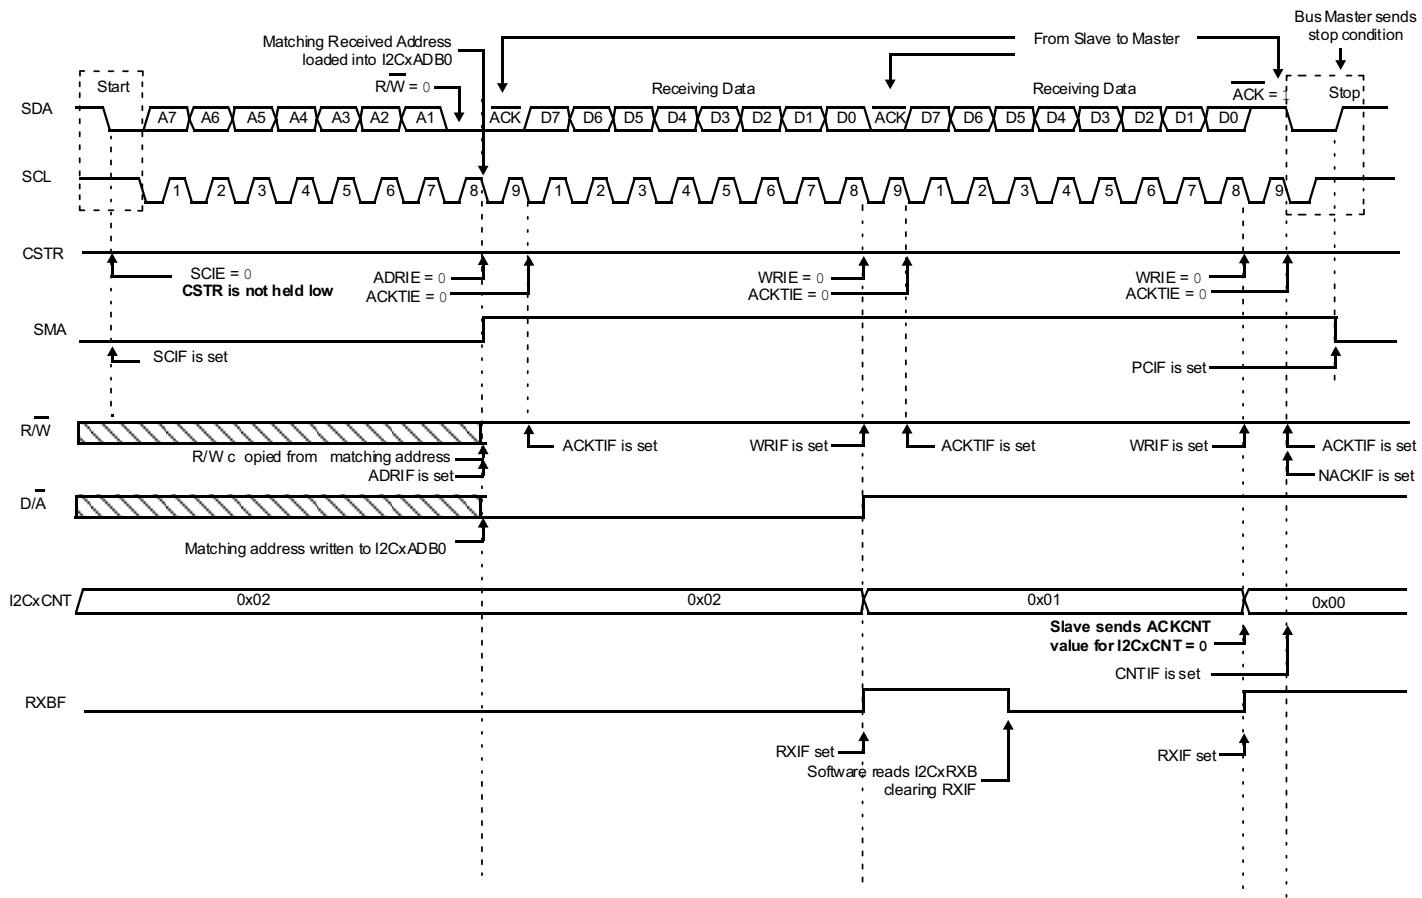 Bus Master sends
stop condition
Matching Received Address
loaded into I2CxADB0
From Slave to Master
R/W = 0
Start
Receiving Data
Receiving Data
ACK =
Stop
SDA
A7 A6 A5 A4 A3 A2 A1 ACK D7 D6 D5 D4 D3 D2 D1 D0 ACK D7 D6 D5 D4 D3 D2 D1 D0
SCL
1 2 3 4 5 6 7 8 9 1 2 3 4 5 6 7 8 9 1 2 3 4 5 6 7 8 9
CSTR
SCIE = 0
CSTR is not held low
ADRIE = 0
ACKTIE = 0
WRIE = 0
ACKTIE = 0
WRIE = 0
ACKTIE = 0
SMA
SCIF is set
PCIF is set
R/W
ACKTIF is set
WRIF is set
ACKTIF is set
WRIF is set
ACKTIF is set
R/W c opied from matching address
ADRIF is set
NACKIF is set
D/A
Matching address written to I2CxADB0
I2CxCNT
0x02
0x02
0x01
0x00
Slave sends ACKCNT
value for I2CxCNT = 0
CNTIF is set
RXBF
RXIF set
Software reads I2CxRXB
clearing RXIF
RXIF set